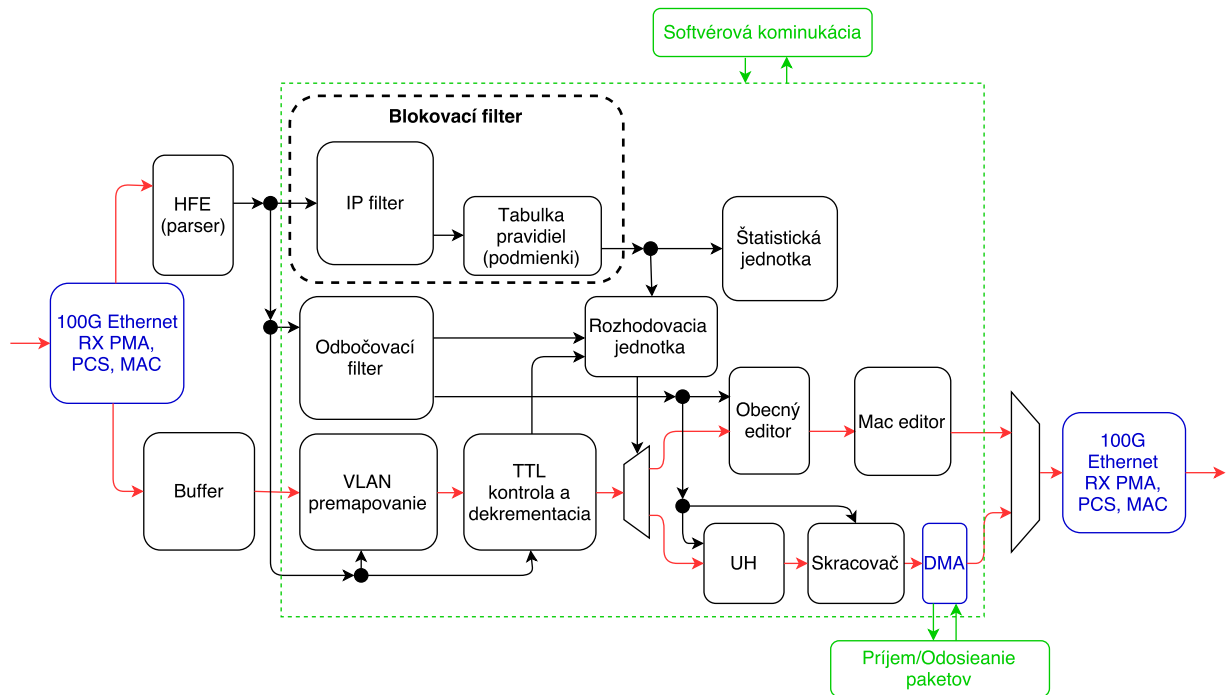 Softvérová kominukácia
Blokovací filter
HFE
(parser)
IP filter
Tabulka
pravidiel
(podmienki)
Štatistická
jednotka
100G Ethernet
RX PMA,
PCS, MAC
Odbočovací
filter
Rozhodovacia
jednotka
Obecný
editor
Mac editor
100G
Ethernet
RX PMA,
PCS, MAC
Buffer
VLAN
premapovanie
TTL
kontrola a
dekrementacia
UH
Skracovač
DMA
Príjem/Odosieanie
paketov